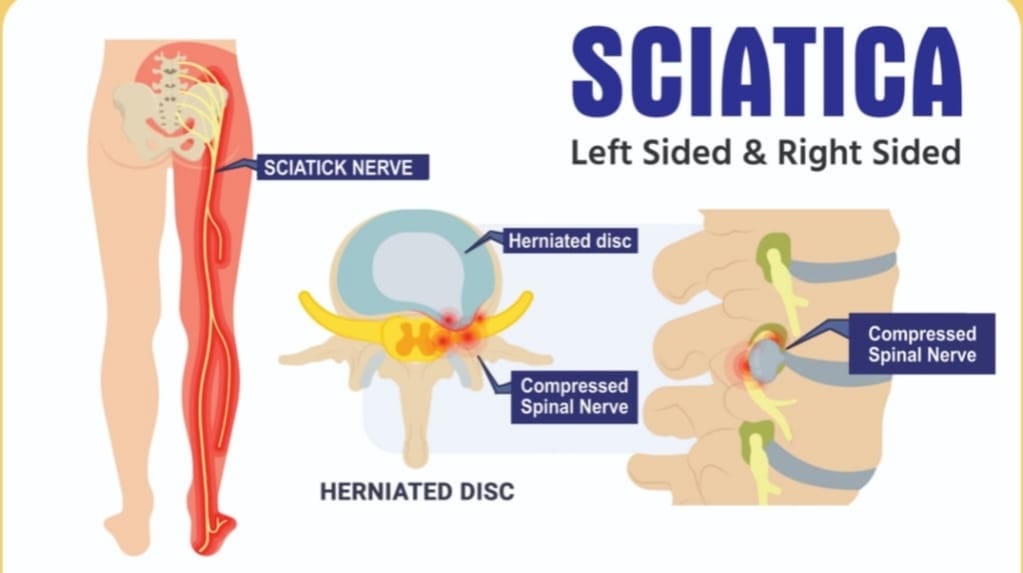 SCIATICA
Left Sided & Right Sided
SCIATICK NERVE
Herniated disc
Compressed
Spinal Nerve
Compressed
Spinal Nerve
HERNIATED DISC